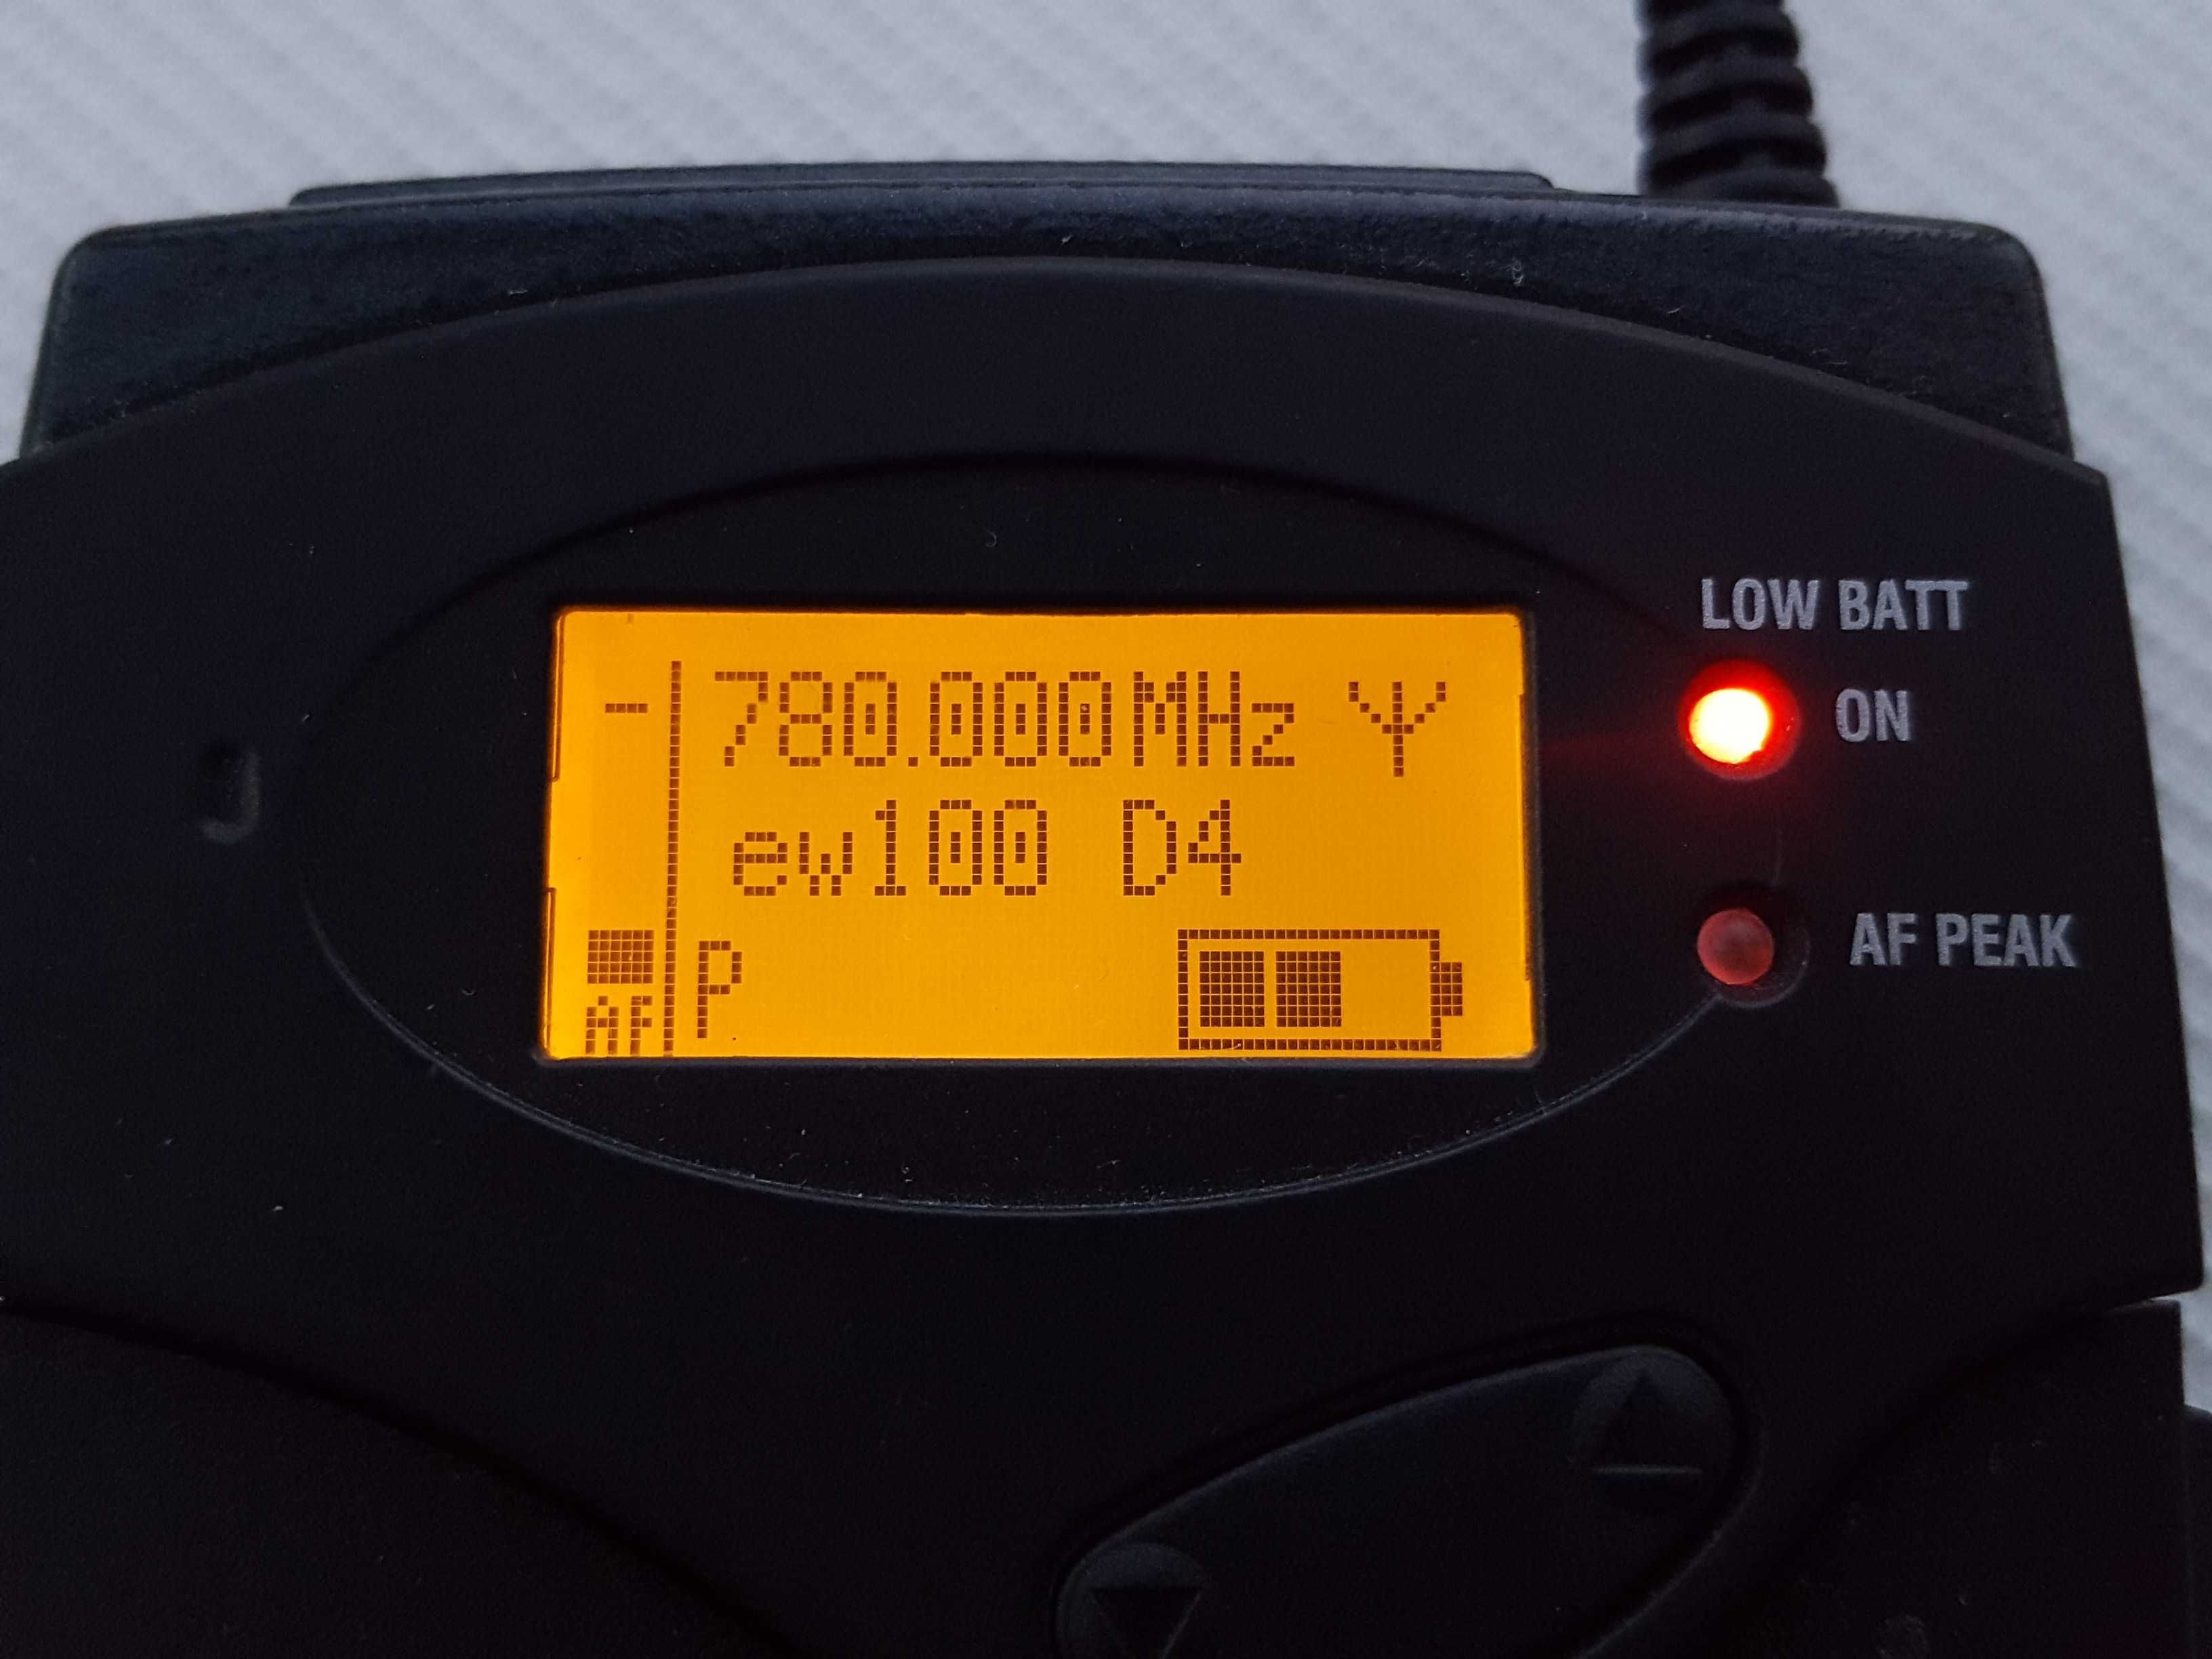 780.000MHz
ew100 D4
AF
P
LOW BATT
ON
AF PEAK